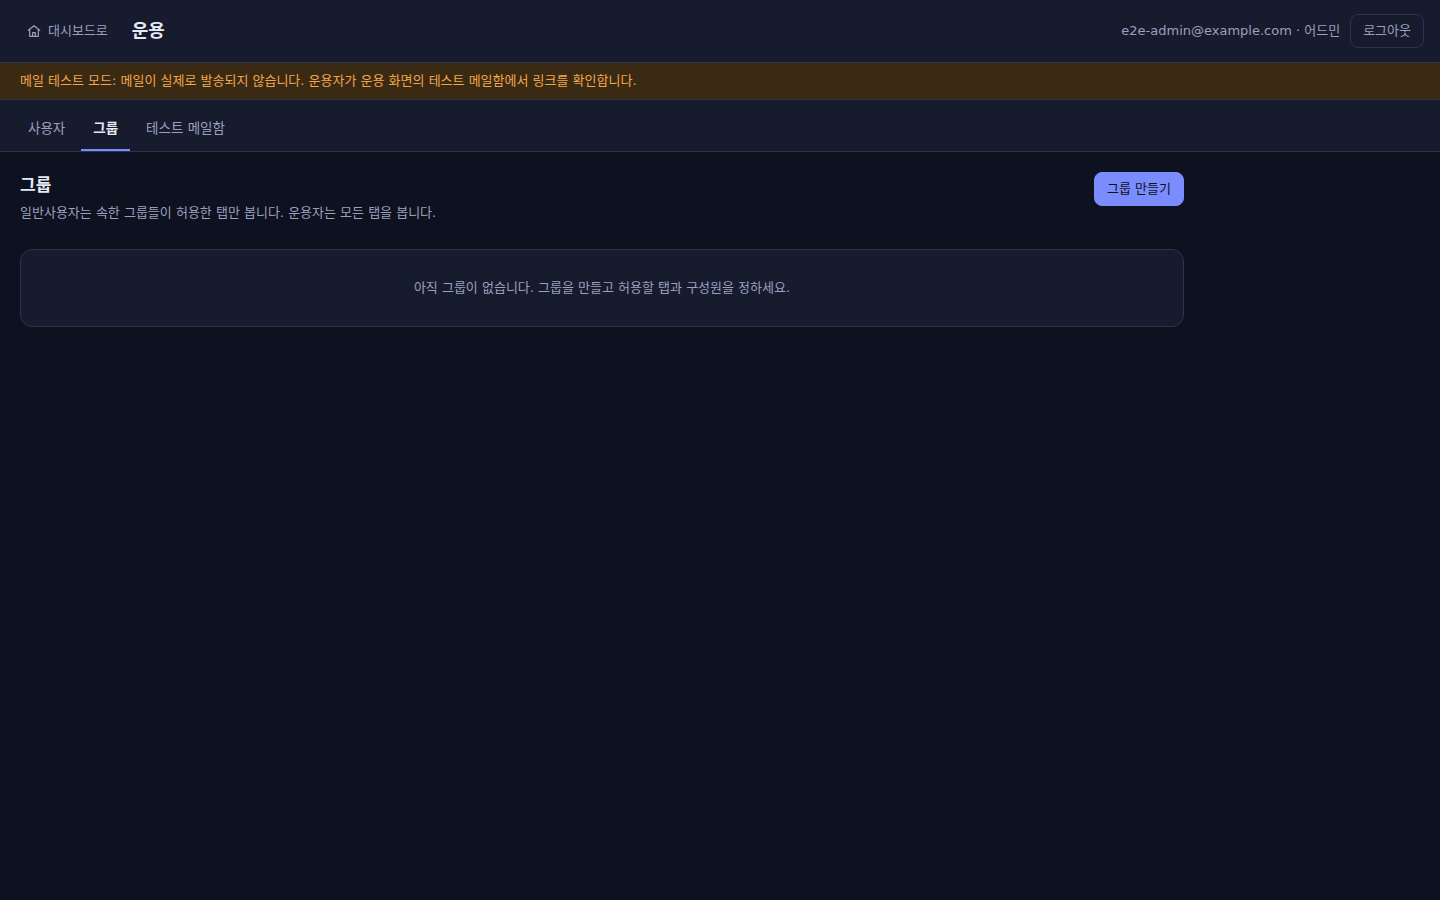 대시보드로
운용
e2e-admin@example.com · 어드민
로그아웃
메일 테스트 모드: 메일이 실제로 발송되지 않습니다. 운용자가 운용 화면의 테스트 메일함에서 링크를 확인합니다.
사용자
그룹
테스트 메일함
그룹
그룹 만들기
일반사용자는 속한 그룹들이 허용한 탭만 봅니다. 운용자는 모든 탭을 봅니다.
아직 그룹이 없습니다. 그룹을 만들고 허용할 탭과 구성원을 정하세요.